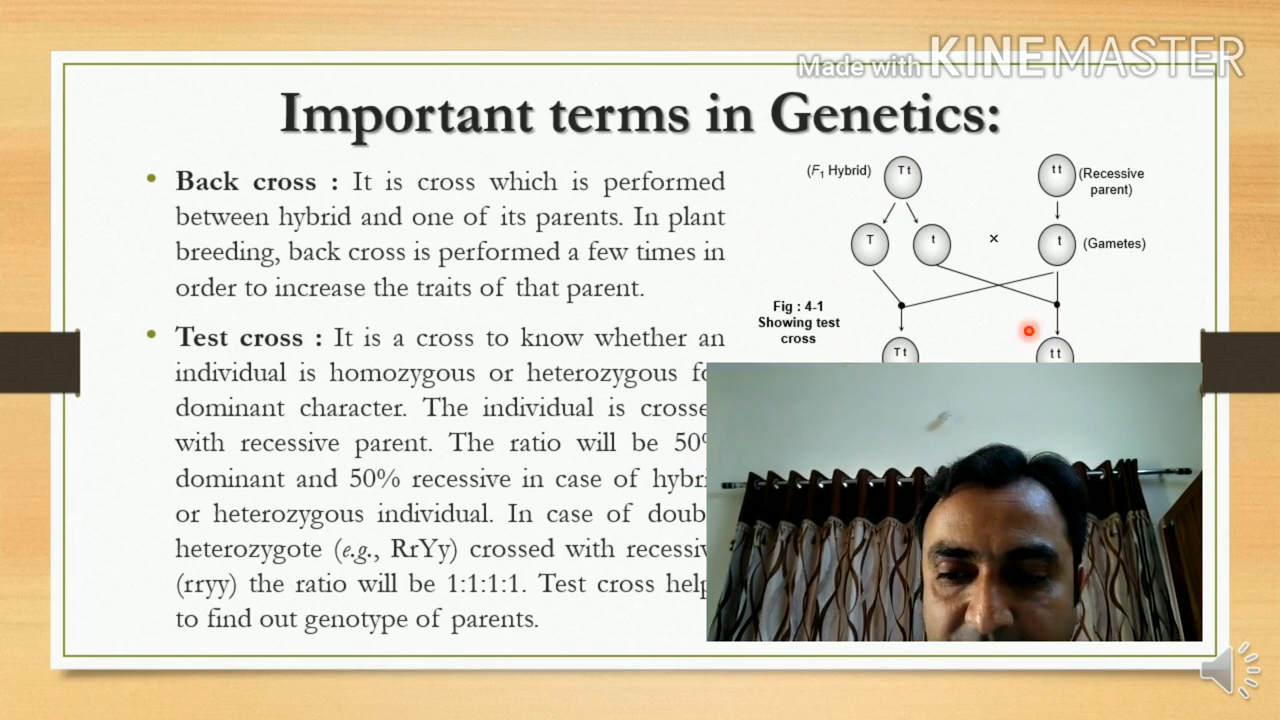 Made with KINEMASTER
Important terms in Genetics:
• Back cross : It is cross which is performed
between hybrid and one of its parents. In plant
breeding, back cross is performed a few times in
order to increase the traits of that parent.
• Test cross : It is a cross to know whether an
individual is homozygous or heterozygous
dominant character. The individual is
with recessive parent. The ratio will be
dominant and 50% recessive in case of
or heterozygous individual. In case of
heterozygote (e.g., RrYy) crossed with
(rryy) the ratio will be 1:1:1:1. Test cross
to find out genotype of parents.
(F₁ Hybrid) Tt tt (Recessive
parent)
T t × t (Gametes)
Fig : 4-1
Showing test
cross
Tt tt